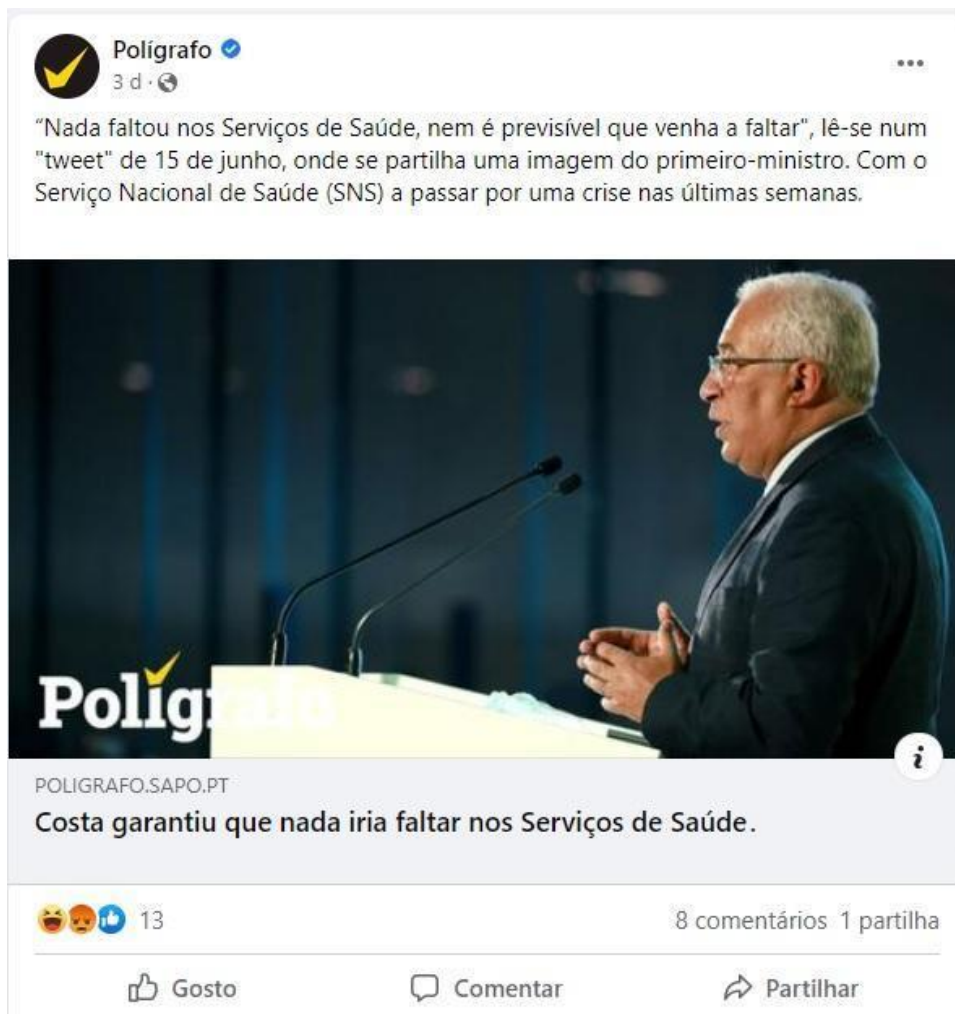 Polígrafo
3 d ·
“Nada faltou nos Serviços de Saúde, nem é previsível que venha a faltar", lê-se num
"tweet" de 15 de junho, onde se partilha uma imagem do primeiro-ministro. Com o
Serviço Nacional de Saúde (SNS) a passar por uma crise nas últimas semanas.
Polígrafo
POLIGRAFO.SAPO.PT
Costa garantiu que nada iria faltar nos Serviços de Saúde.
13
8 comentários 1 partilha
Gosto
Comentar
Partilhar